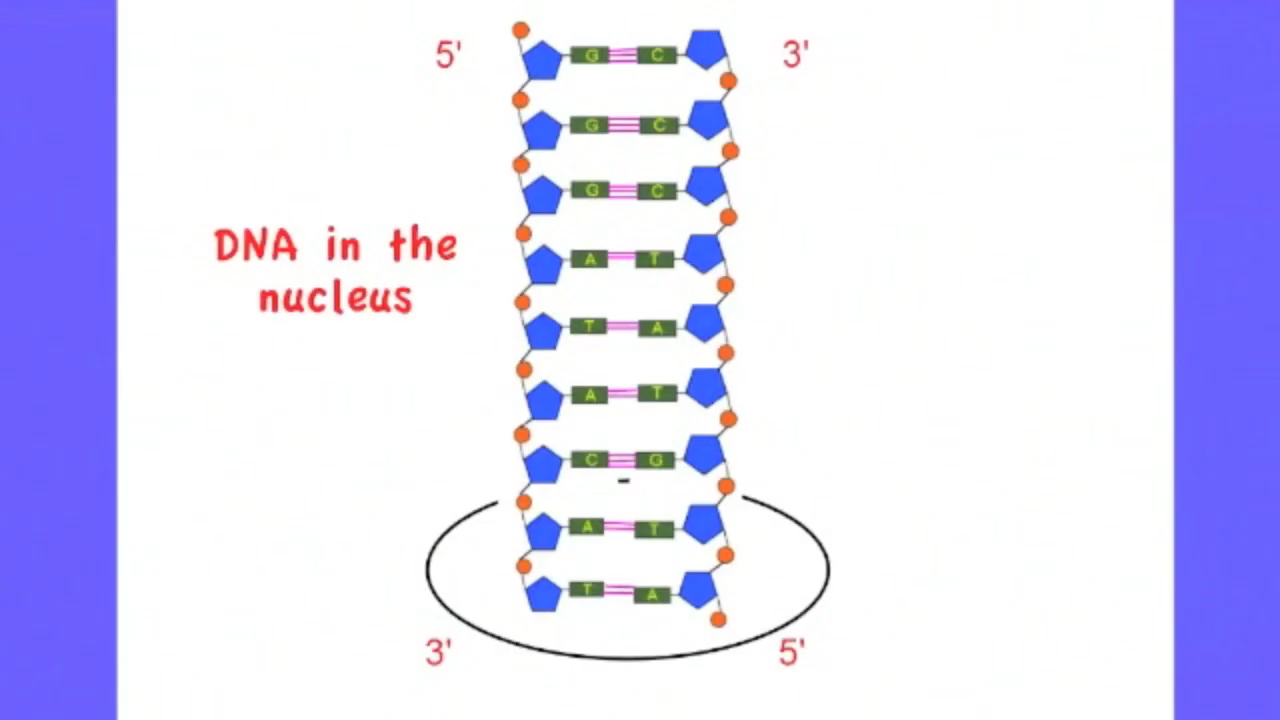 5' G C 3'
G C
G C
DNA in the
nucleus
A T
T A
A T
C G
A T
T A
3' 5'